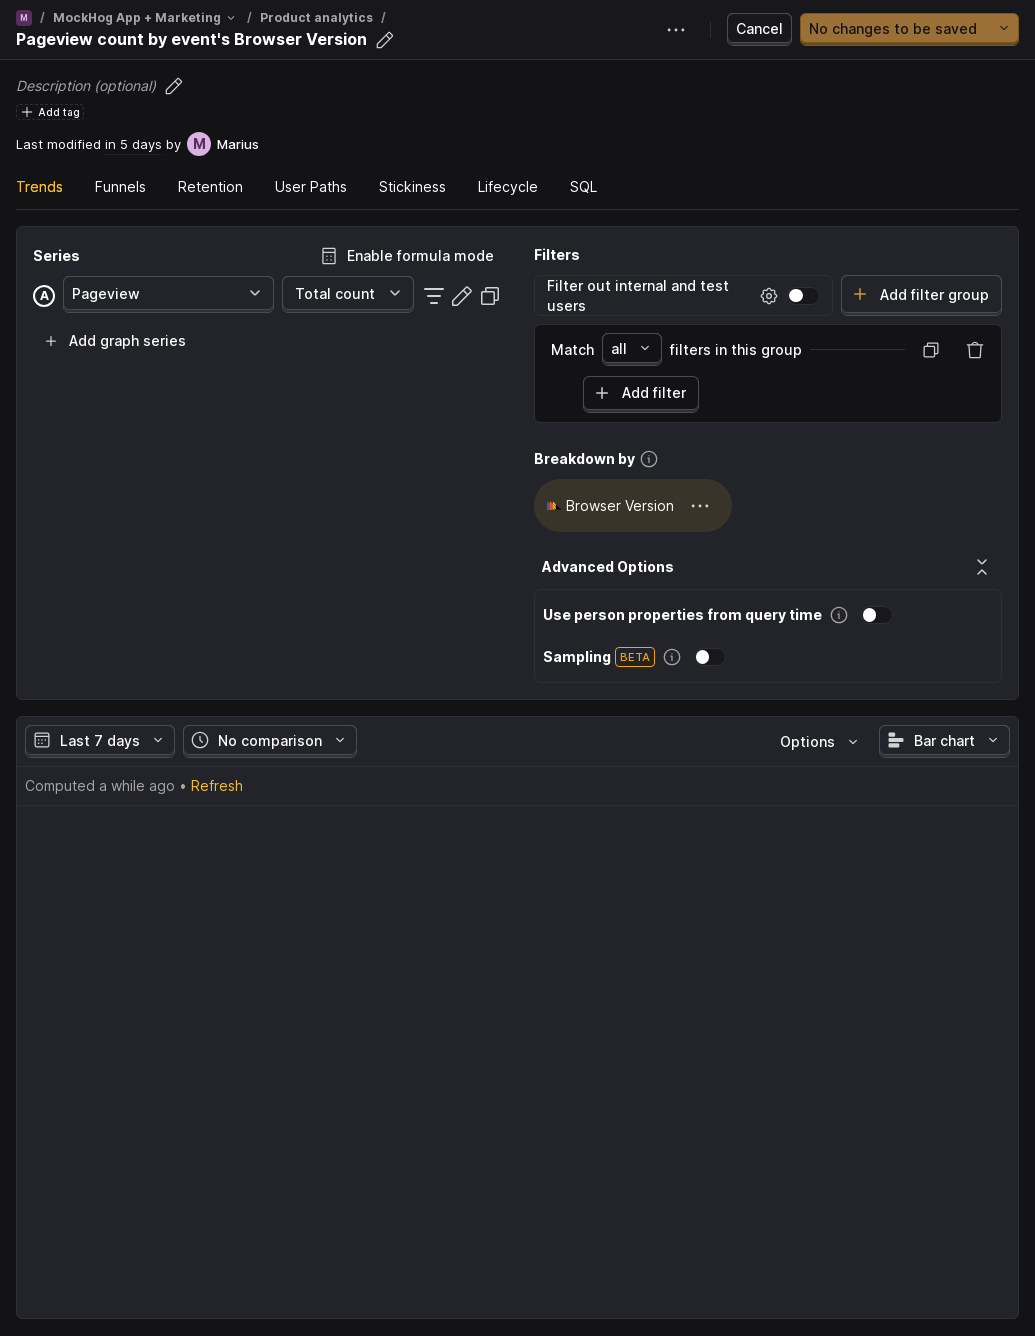 M / MockHog App + Marketing / Product analytics /
Pageview count by event's Browser Version
Cancel
No changes to be saved
Description (optional)
Add tag
Last modified in 5 days by M Marius
Trends Funnels Retention User Paths Stickiness Lifecycle SQL
Series
Enable formula mode
A Pageview Total count
Add graph series
Filters
Filter out internal and test
users
Add filter group
Match all filters in this group
Add filter
Breakdown by
Browser Version
Advanced Options
Use person properties from query time
Sampling BETA
Last 7 days No comparison Options Bar chart
Computed a while ago • Refresh